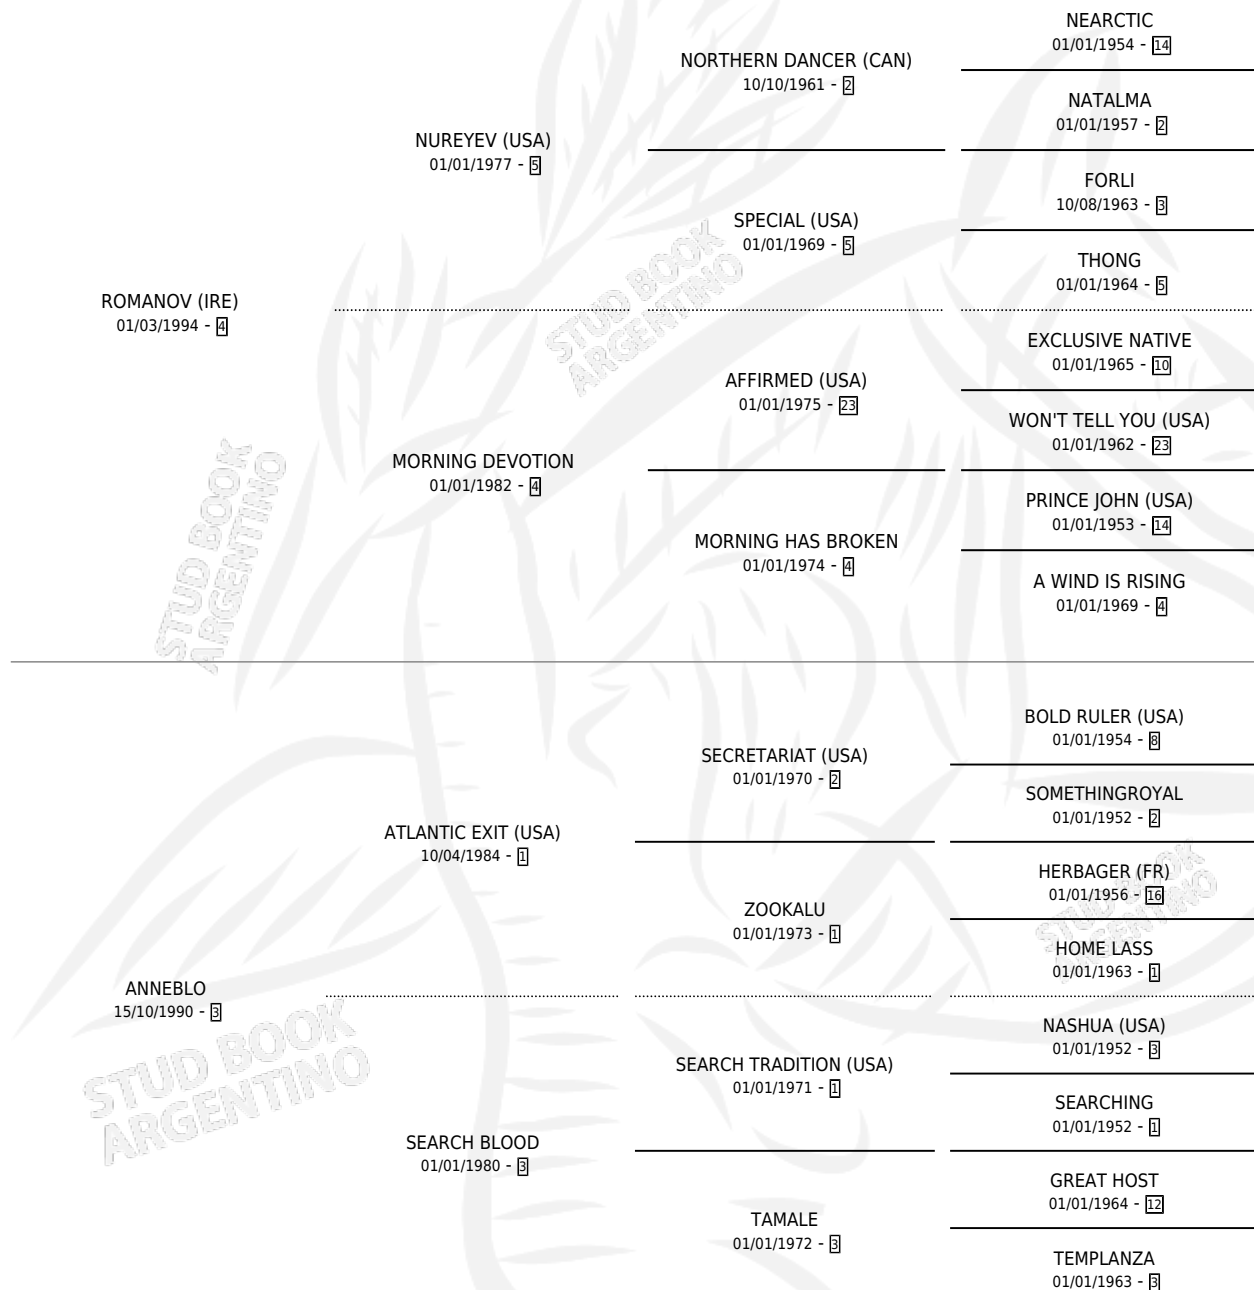 NEARCTIC
01/01/1954 - 14
NORTHERN DANCER (CAN)
10/10/1961 - 2
NATALMA
01/01/1957 - 2
NUREYEV (USA)
01/01/1977 - 5
FORLI
10/08/1963 - 3
SPECIAL (USA)
01/01/1969 - 5
THONG
01/01/1964 - 5
ROMANOV (IRE)
01/03/1994 - 4
EXCLUSIVE NATIVE
01/01/1965 - 10
AFFIRMED (USA)
01/01/1975 - 23
WON'T TELL YOU (USA)
01/01/1962 - 23
MORNING DEVOTION
01/01/1982 - 4
PRINCE JOHN (USA)
01/01/1953 - 14
MORNING HAS BROKEN
01/01/1974 - 4
A WIND IS RISING
01/01/1969 - 4
BOLD RULER (USA)
01/01/1954 - 8
SECRETARIAT (USA)
01/01/1970 - 2
SOMETHINGROYAL
01/01/1952 - 2
ATLANTIC EXIT (USA)
10/04/1984 - 1
HERBAGER (FR)
01/01/1956 - 16
ZOOKALU
01/01/1973 - 1
HOME LASS
01/01/1963 - 1
ANNEBLO
15/10/1990 - 3
NASHUA (USA)
01/01/1952 - 3
SEARCH TRADITION (USA)
01/01/1971 - 1
SEARCHING
01/01/1952 - 1
SEARCH BLOOD
01/01/1980 - 3
GREAT HOST
01/01/1964 - 12
TAMALE
01/01/1972 - 3
TEMPLANZA
01/01/1963 - 3
STUD BOOK
ARGENTINO
STUD BOOK
ARGENTINO
STUD BOOK
ARGENTINO
STUD BOOK
ARGENTINO